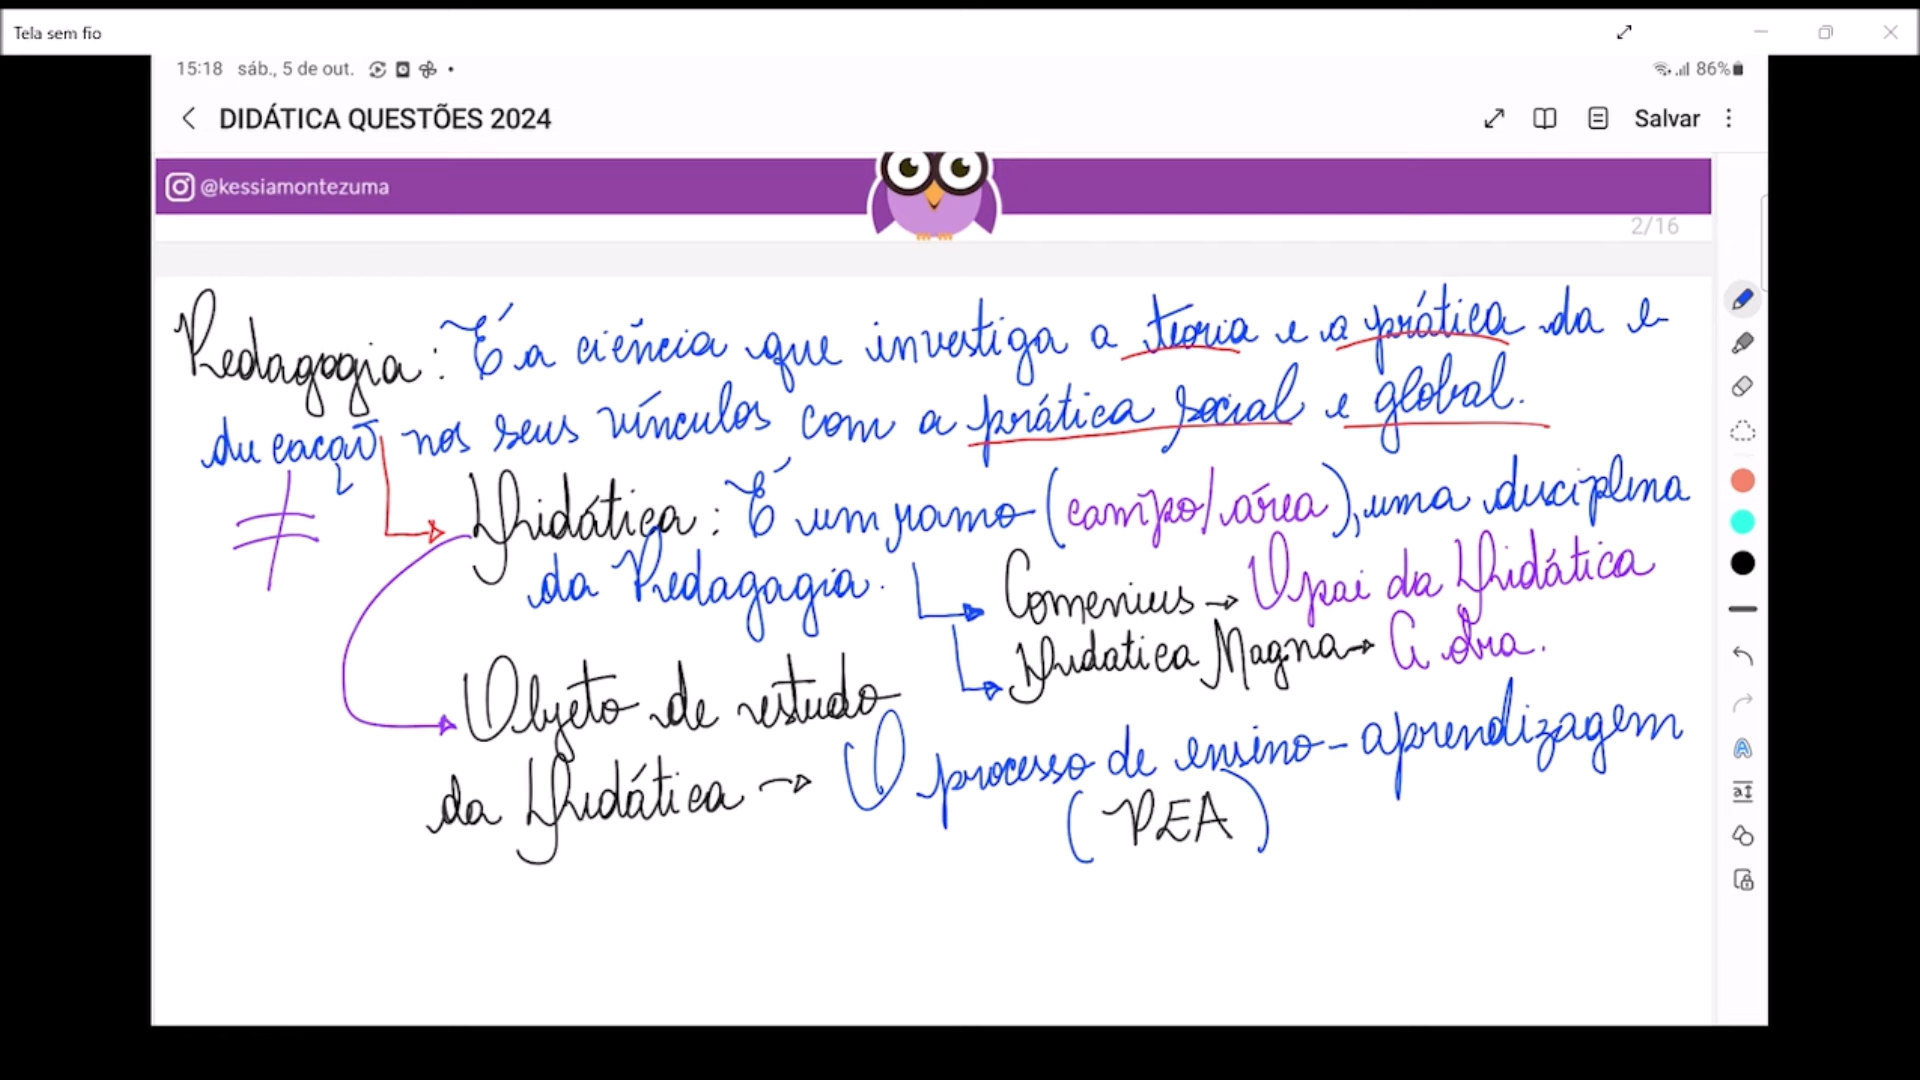 Tela sem fio
15:18 sáb., 5 de out.
86%
DIDÁTICA QUESTÕES 2024
Salvar
@kessiamontezuma
2/16
Pedagogia: É a ciência que investiga a teoria e a prática da e
ducação nos seus vínculos com a prática social e global.
≠
Didática: É um ramo (campo/área), uma disciplina
da Pedagogia.
Comenius → O pai da Didática
Didatica Magna → A obra.
Objeto de estudo
da Didática → O processo de ensino-aprendizagem
(PEA)